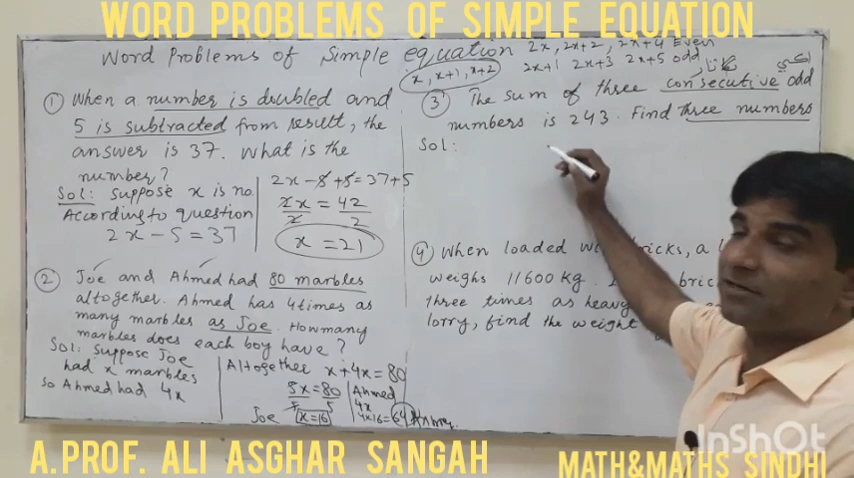 WORD PROBLEMS OF SIMPLE EQUATION
Word Problems of Simple equation
2x, 2x+2, 2x+4 Even
x, x+1, x+2
2x+1 2x+3 2x+5 odd
① When a number is doubled and
5 is subtracted from result, the
answer is 37. What is the
number?
Sol: Suppose x is no.
According to question
2x - 5 = 37
2x - 5 + 5 = 37 + 5
2x/2 = 42/2
x = 21
② Joe and Ahmed had 80 marbles
altogether. Ahmed has 4 times as
many marbles as Joe. How many
marbles does each boy have?
Sol: Suppose Joe
had x marbles
So Ahmed had 4x
Altogether x + 4x = 80
5x/5 = 80/5
Joe x = 16
Ahmed
4x
4x16 = 64
③ The sum of three consecutive odd
numbers is 243. Find three numbers
Sol:
④ When loaded bricks, a
weighs 11600 kg.
three times as heavy
lorry, find the weight
A.PROF. ALI ASGHAR SANGAH
InShOt
MATH&MATHS SINDHI